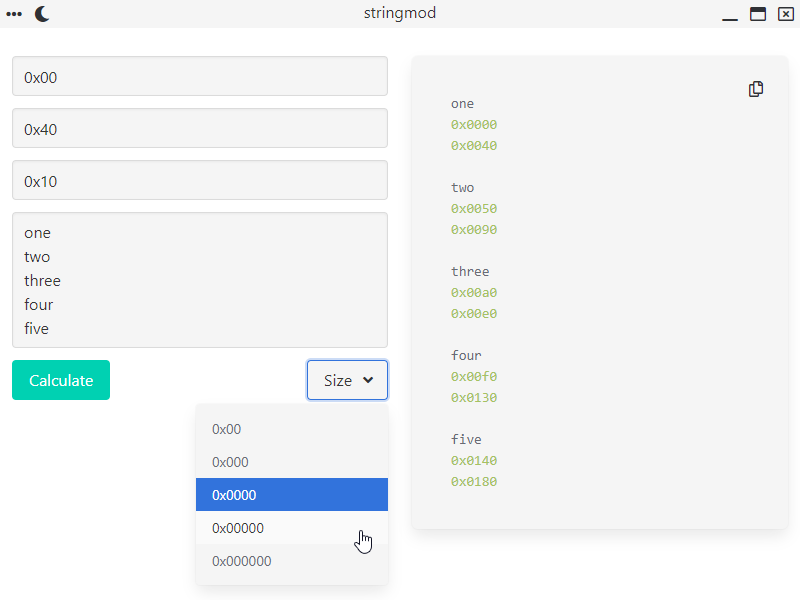 stringmod
0x00
0x40
0x10
one
two
three
four
five
Calculate
Size
0x00
0x000
0x0000
0x00000
0x000000
one
0x0000
0x0040
two
0x0050
0x0090
three
0x00a0
0x00e0
four
0x00f0
0x0130
five
0x0140
0x0180